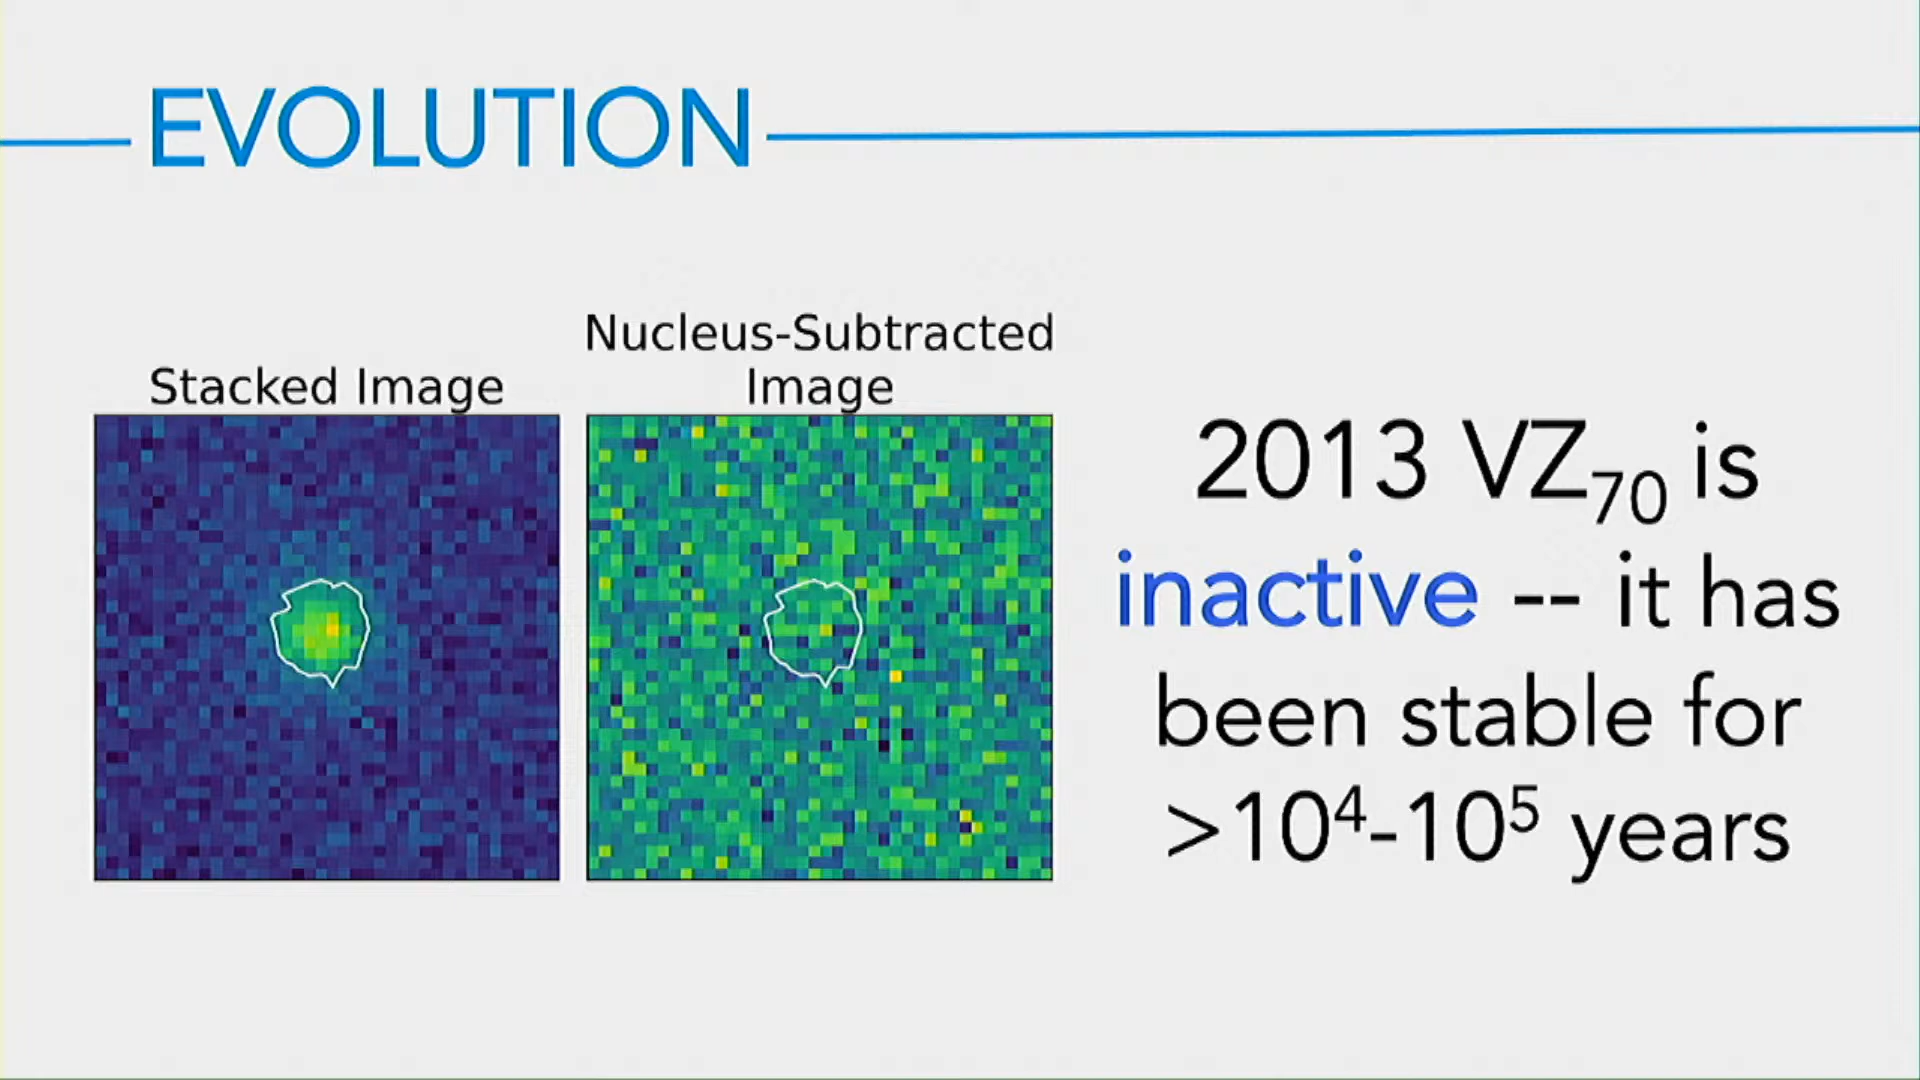 EVOLUTION
Stacked Image
Nucleus-Subtracted
Image
2013 VZ₇₀ is
inactive -- it has
been stable for
>10⁴-10⁵ years